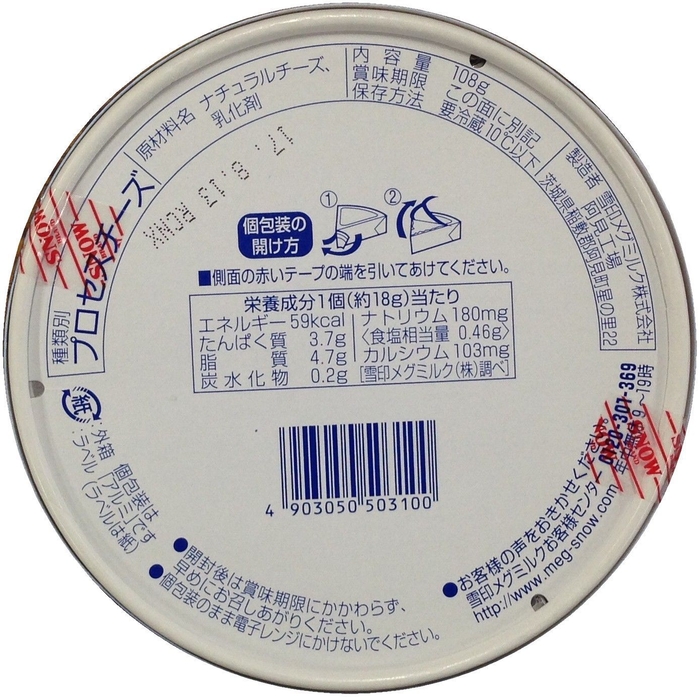 種類別
プロセスチーズ
原材料名 ナチュラルチーズ、
乳化剤
内容量 108g
賞味期限 この面に別記
保存方法 要冷蔵10℃以下
製造者 雪印メグミルク株式会社
阿見工場
茨城県稲敷郡阿見町星の里22
17.8.13
SNOW
SNOW
個包装の
開け方
①
②
■側面の赤いテープの端を引いてあけてください。
栄養成分1個(約18g)当たり
エネルギー 59kcal
たんぱく質 3.7g
脂質 4.7g
炭水化物 0.2g
ナトリウム 180mg
〈食塩相当量 0.46g〉
カルシウム 103mg
[雪印メグミルク(株)調べ]
4 903050 503100
紙
:外箱 個包装は
:ラベル [アルミ]です
(ラベルは紙)
●開封後は賞味期限にかかわらず、
早めにお召しあがりください。
●個包装のまま電子レンジにかけないでください。
●お客様の声をおきかせください。
雪印メグミルクお客様センター
0120-301-369
9〜19時
http://www.meg-snow.com
SNOW
SNOW